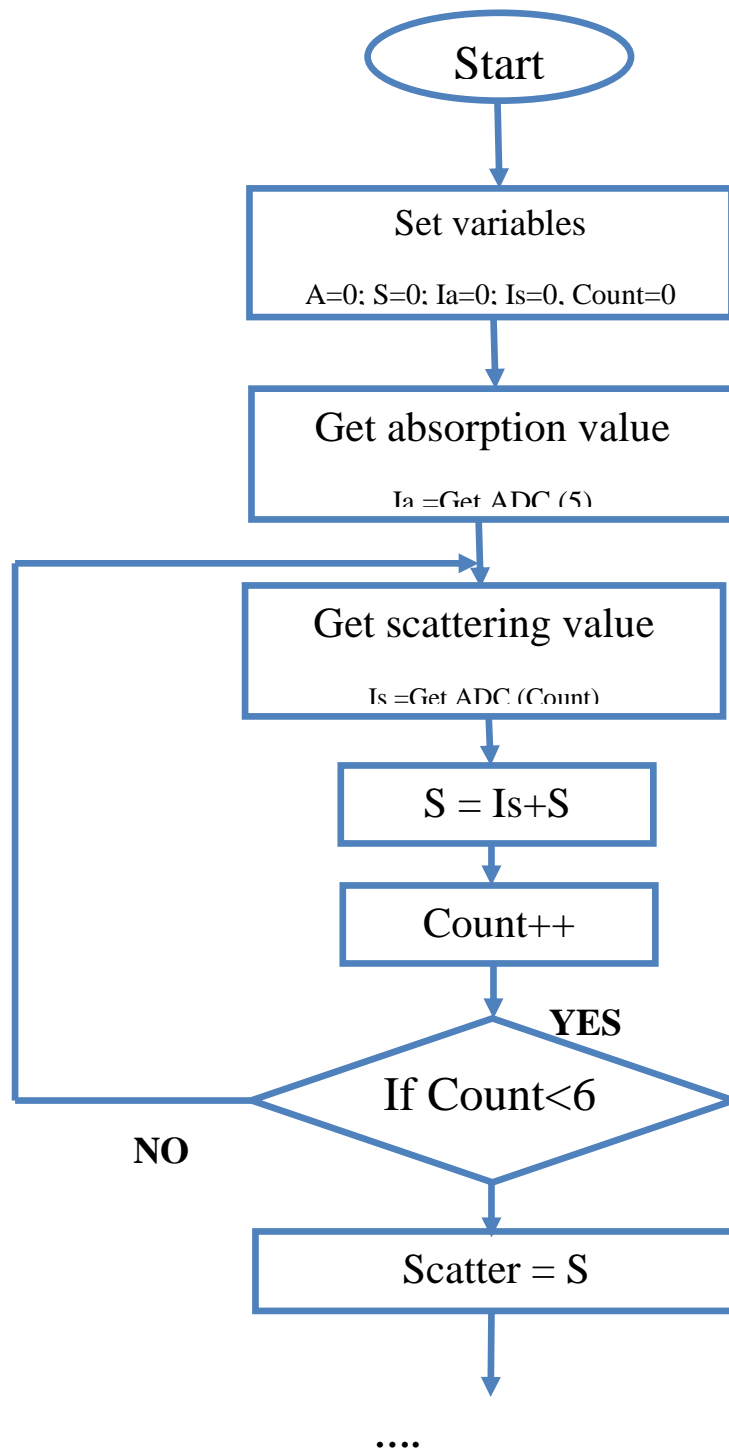 Start
Set variables
A=0; S=0; Ia=0; Is=0, Count=0
Get absorption value
Ia =Get ADC (5)
Get scattering value
Is =Get ADC (Count)
S = Is+S
Count++
YES
If Count<6
NO
Scatter = S
....